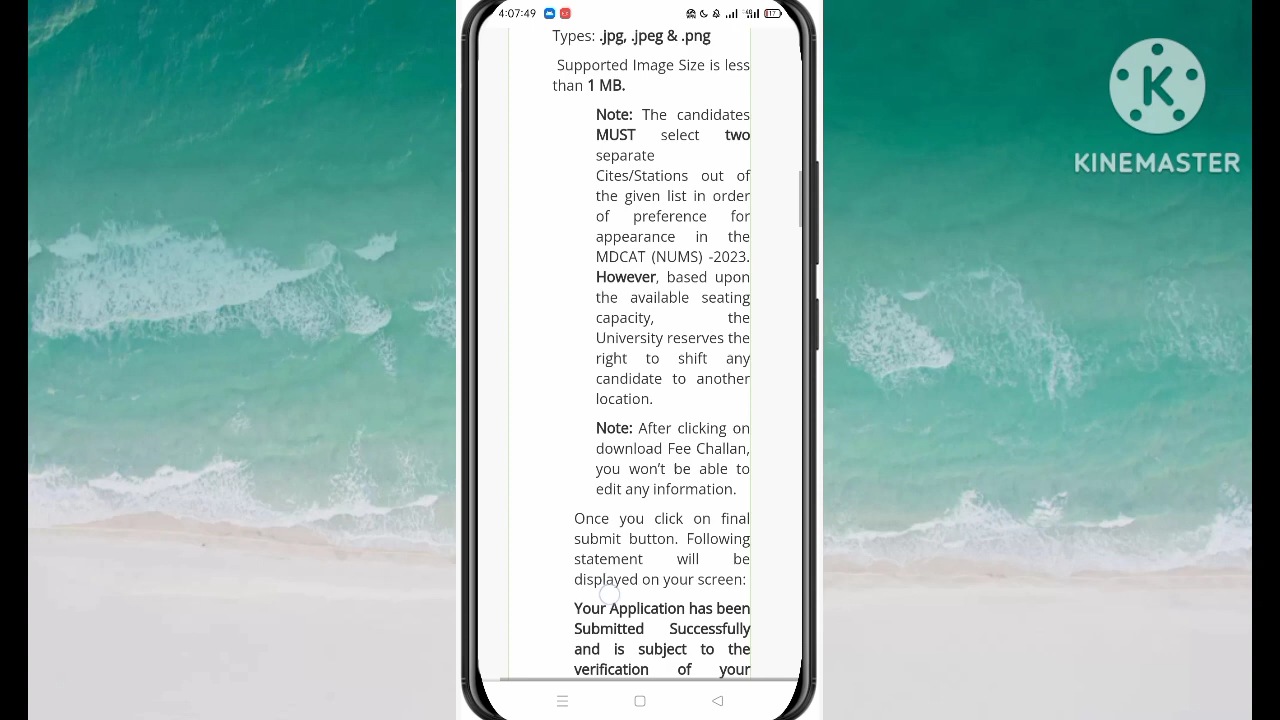 4:07:49
17
Types: .jpg, .jpeg & .png
Supported Image Size is less
than 1 MB.
Note: The candidates
MUST select two
separate
Cites/Stations out of
the given list in order
of preference for
appearance in the
MDCAT (NUMS) -2023.
However, based upon
the available seating
capacity, the
University reserves the
right to shift any
candidate to another
location.
Note: After clicking on
download Fee Challan,
you won't be able to
edit any information.
Once you click on final
submit button. Following
statement will be
displayed on your screen:
Your Application has been
Submitted Successfully
and is subject to the
verification of your
K
KINEMASTER